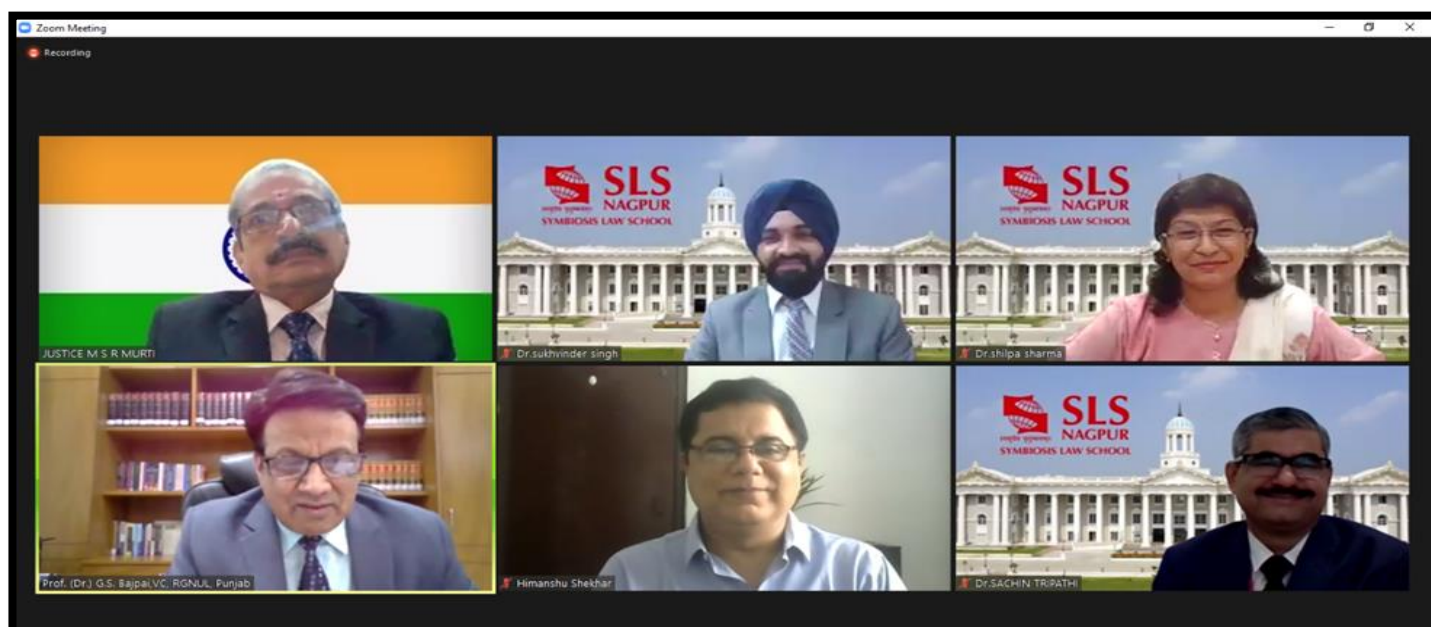 Zoom Meeting
Recording
JUSTICE M S R MURTI
SLS
NAGPUR
SYMBIOSIS LAW SCHOOL
Dr.sukhvinder singh
SLS
NAGPUR
SYMBIOSIS LAW SCHOOL
Dr.shilpa sharma
Prof. (Dr.) G.S. Bajpai,VC, RGNUL, Punjab
Himanshu Shekhar
SLS
NAGPUR
SYMBIOSIS LAW SCHOOL
Dr.SACHIN TRIPATHI